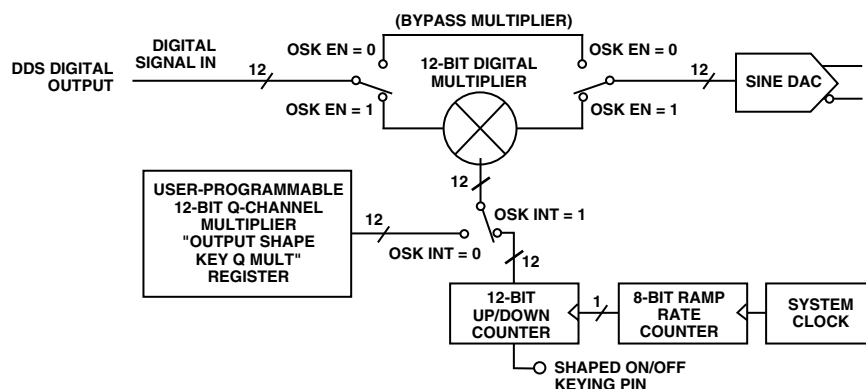 (BYPASS MULTIPLIER)
DDS DIGITAL
OUTPUT
DIGITAL
SIGNAL IN
12
OSK EN = 0
OSK EN = 1
12-BIT DIGITAL
MULTIPLIER
OSK EN = 0
OSK EN = 1
12
SINE DAC
12
USER-PROGRAMMABLE
12-BIT Q-CHANNEL
MULTIPLIER
"OUTPUT SHAPE
KEY Q MULT"
REGISTER
12
OSK INT = 0
OSK INT = 1
12
12-BIT
UP/DOWN
COUNTER
1
8-BIT RAMP
RATE
COUNTER
SYSTEM
CLOCK
SHAPED ON/OFF
KEYING PIN